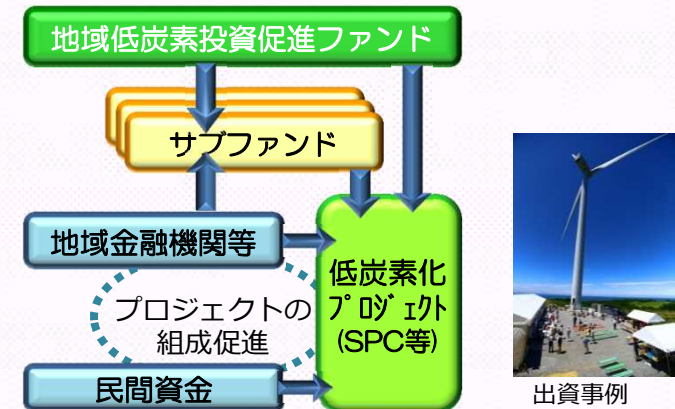 地域低炭素投資促進ファンド
サブファンド
地域金融機関等
低炭素化
ﾌﾟﾛｼﾞｪｸﾄ
(SPC等)
プロジェクトの
組成促進
民間資金
出資事例